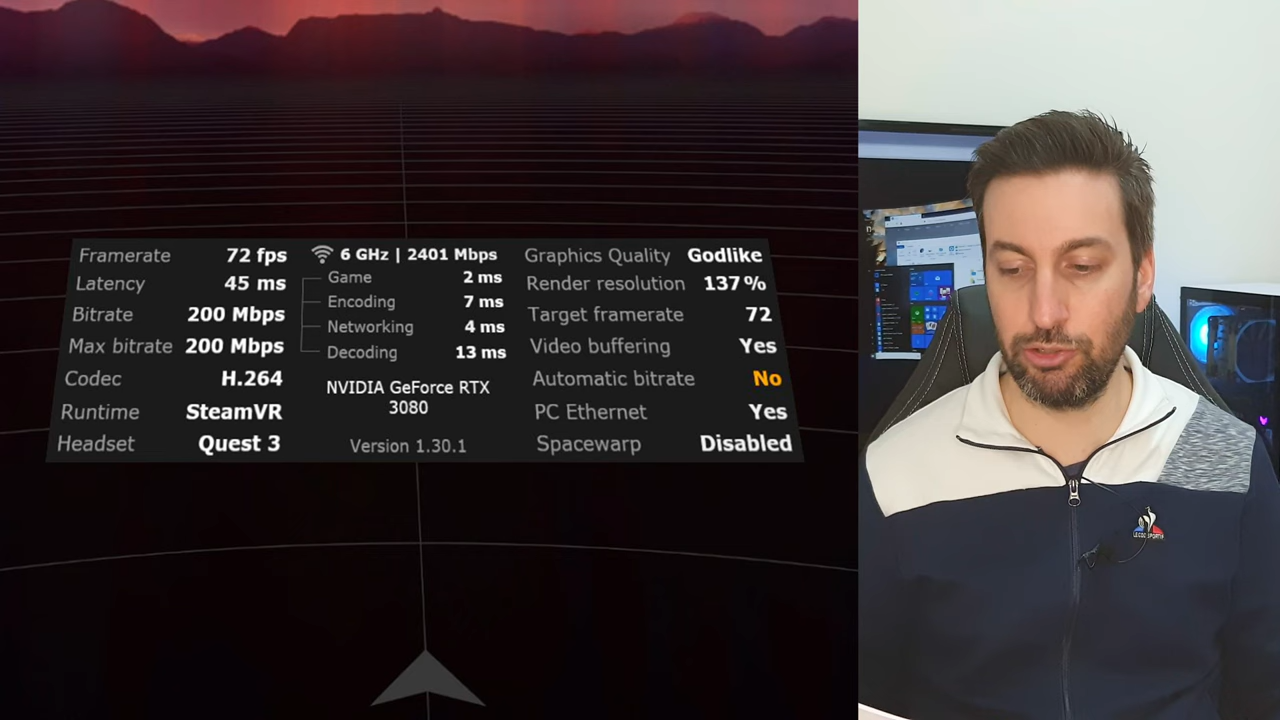 Framerate 72 fps
Latency 45 ms
Bitrate 200 Mbps
Max bitrate 200 Mbps
Codec H.264
Runtime SteamVR
Headset Quest 3
6 GHz | 2401 Mbps
Game 2 ms
Encoding 7 ms
Networking 4 ms
Decoding 13 ms
NVIDIA GeForce RTX
3080
Version 1.30.1
Graphics Quality Godlike
Render resolution 137%
Target framerate 72
Video buffering Yes
Automatic bitrate No
PC Ethernet Yes
Spacewarp Disabled
LE COQ SPORTIF